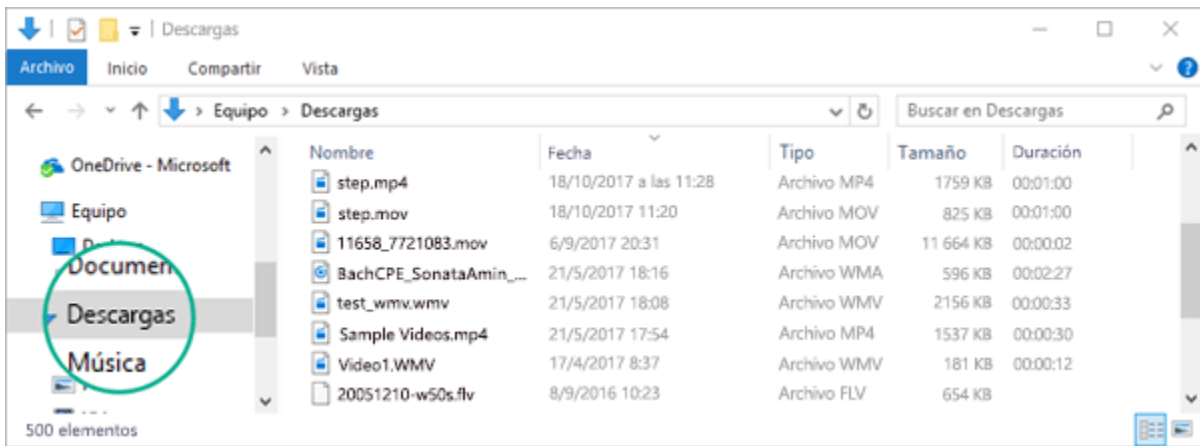 Descargas
Archivo Inicio Compartir Vista
Equipo > Descargas Buscar en Descargas
OneDrive - Microsoft
Equipo
Documen
Descargas
Música
Nombre Fecha Tipo Tamaño Duración
step.mp4 18/10/2017 a las 11:28 Archivo MP4 1759 KB 00:01:00
step.mov 18/10/2017 11:20 Archivo MOV 825 KB 00:01:00
11658_7721083.mov 6/9/2017 20:31 Archivo MOV 11 664 KB 00:00:02
BachCPE_SonataAmin_... 21/5/2017 18:16 Archivo WMA 596 KB 00:02:27
test_wmv.wmv 21/5/2017 18:08 Archivo WMV 2156 KB 00:00:33
Sample Videos.mp4 21/5/2017 17:54 Archivo MP4 1537 KB 00:00:30
Video1.WMV 17/4/2017 8:37 Archivo WMV 181 KB 00:00:12
20051210-w50s.flv 8/9/2016 10:23 Archivo FLV 654 KB
500 elementos